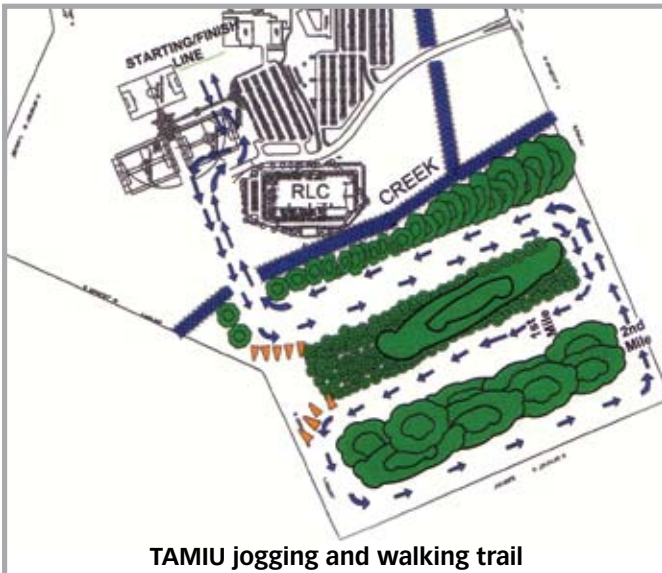 STARTING/FINISH
LINE
RLC
CREEK
1st
Mile
2nd
Mile
TAMIU jogging and walking trail